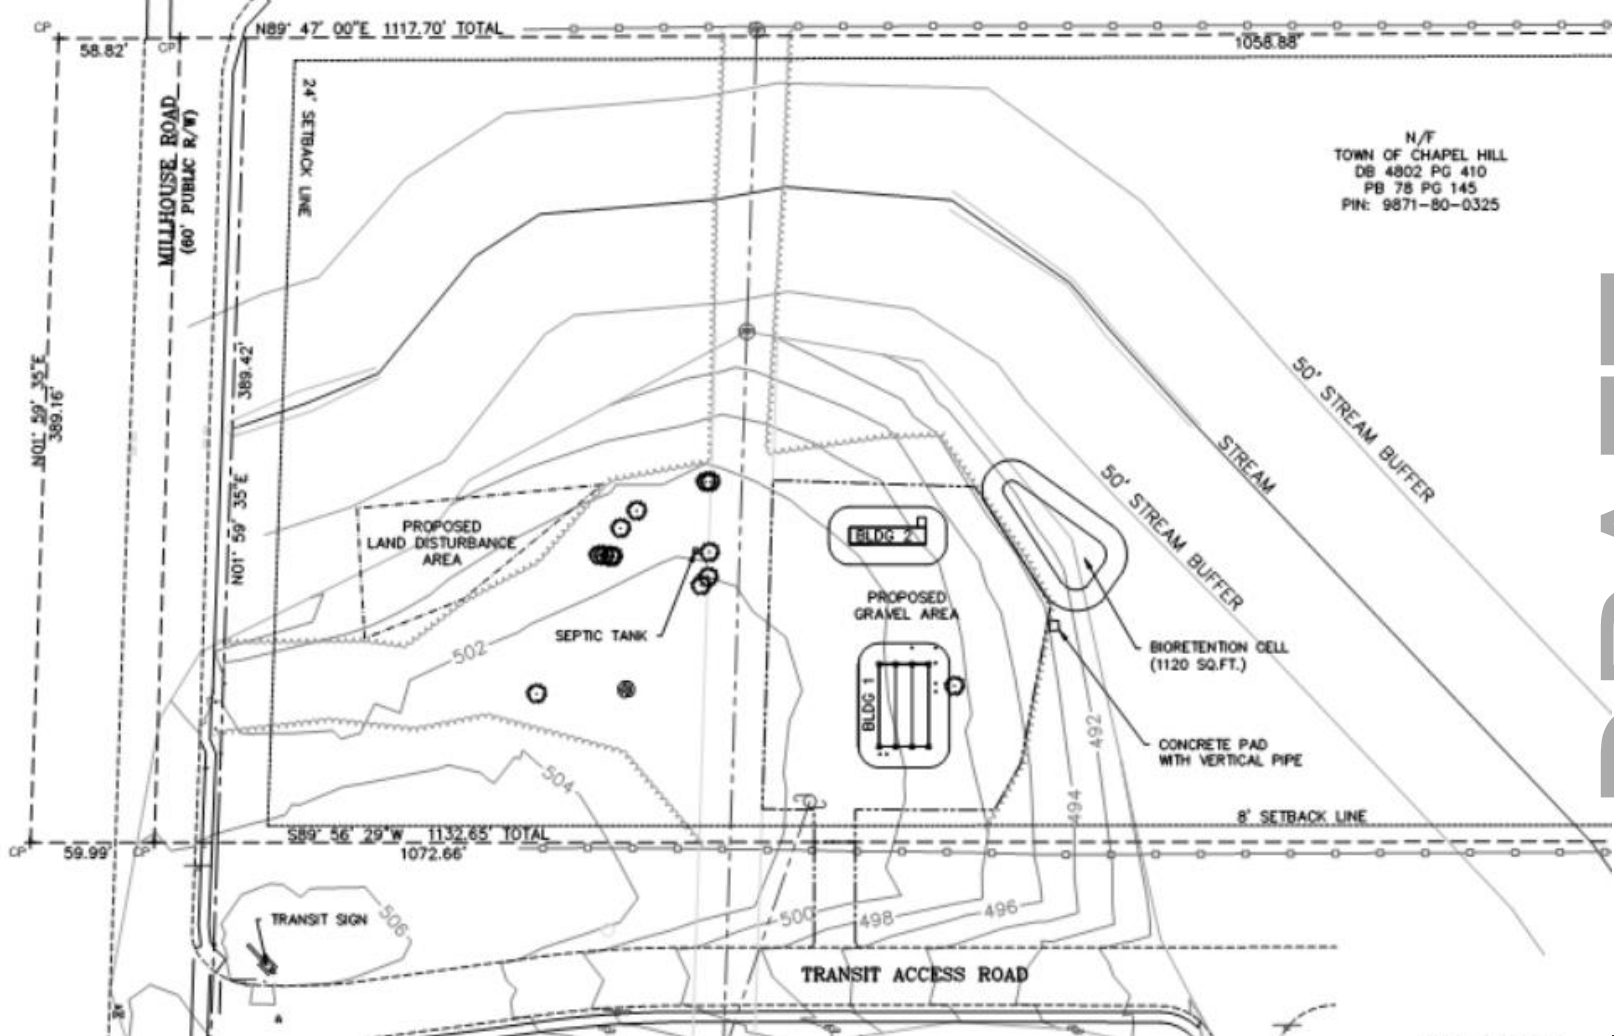 CP
N89° 47' 00"E 1117.70' TOTAL
58.82'
CP
1058.88'
24' SETBACK LINE
MILLHOUSE ROAD
(60' PUBLIC R/W)
N/F
TOWN OF CHAPEL HILL
DB 4802 PG 410
PB 78 PG 145
PIN: 9871-80-0325
N01° 59' 35"E
389.16'
N01° 59' 35"E
389.42'
50' STREAM BUFFER
STREAM
50' STREAM BUFFER
PROPOSED
LAND DISTURBANCE
AREA
BLDG 2
PROPOSED
GRAVEL AREA
SEPTIC TANK
502
BIORETENTION CELL
(1120 SQ.FT.)
BLDG 1
492
CONCRETE PAD
WITH VERTICAL PIPE
504
494
8' SETBACK LINE
S89° 56' 29"W 1132.65' TOTAL
CP
59.99'
CP
1072.66'
TRANSIT SIGN
506
500
498
496
TRANSIT ACCESS ROAD